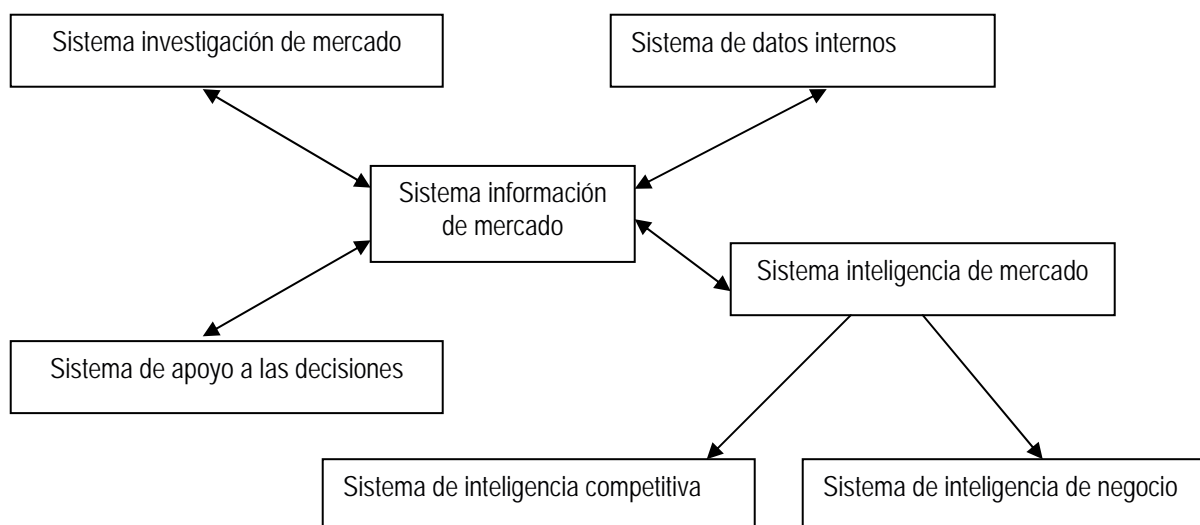 Sistema investigación de mercado
Sistema de datos internos
Sistema información
de mercado
Sistema inteligencia de mercado
Sistema de apoyo a las decisiones
Sistema de inteligencia competitiva
Sistema de inteligencia de negocio